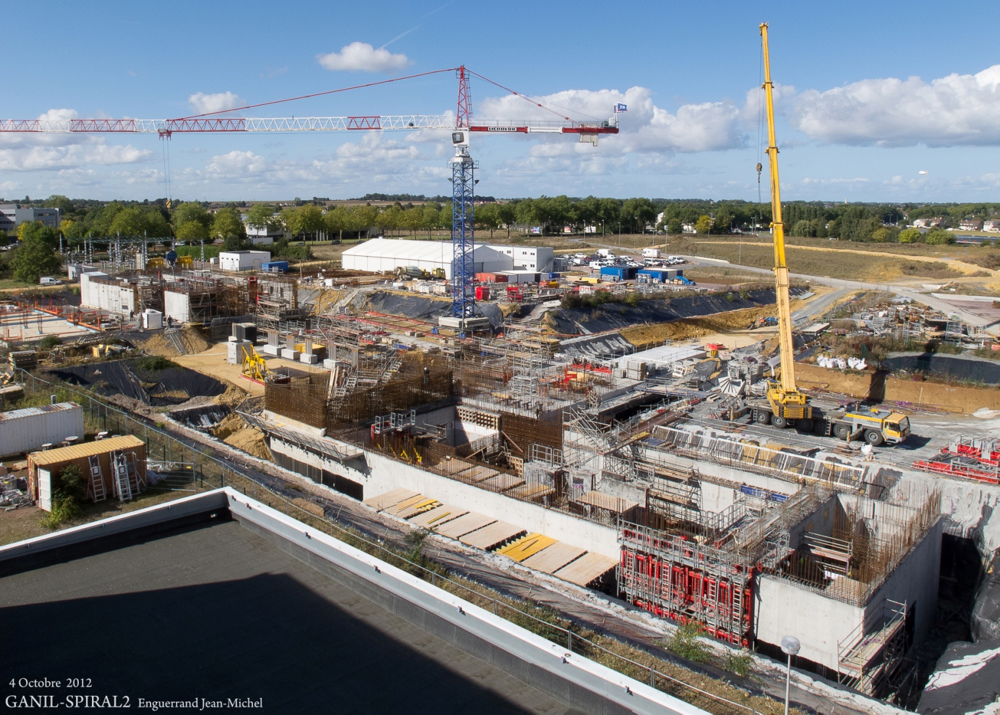 LIEBHERR
4 Octobre 2012
GANIL-SPIRAL2 Enguerrand Jean-Michel